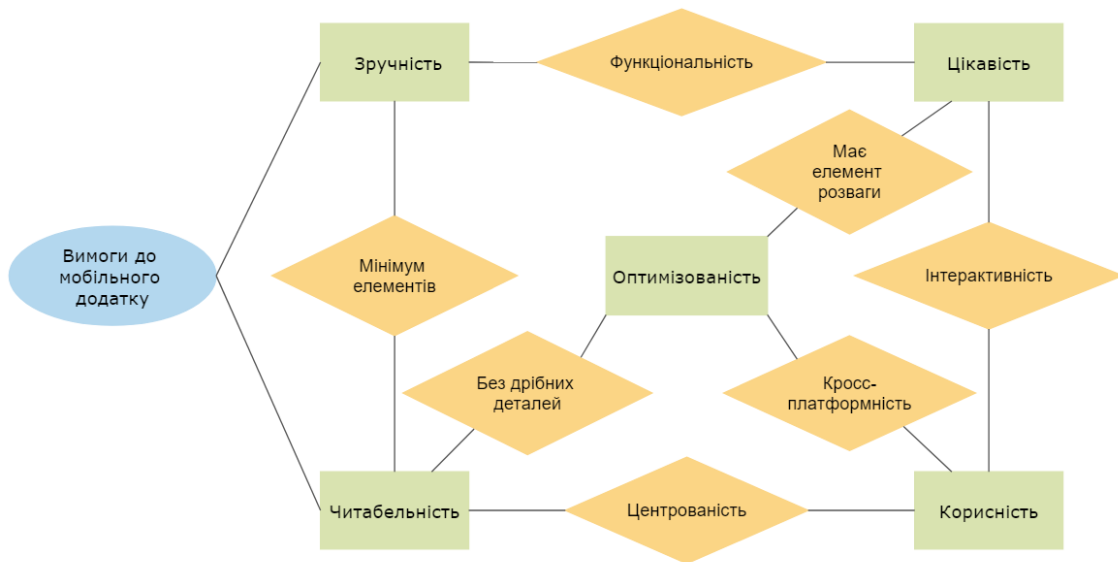 Зручність
Функціональність
Цікавість
Має
елемент
розваги
Вимоги до
мобільного
додатку
Мінімум
елементів
Оптимізованість
Інтерактивність
Без дрібних
деталей
Кросс-
платформність
Читабельність
Центрованість
Корисність